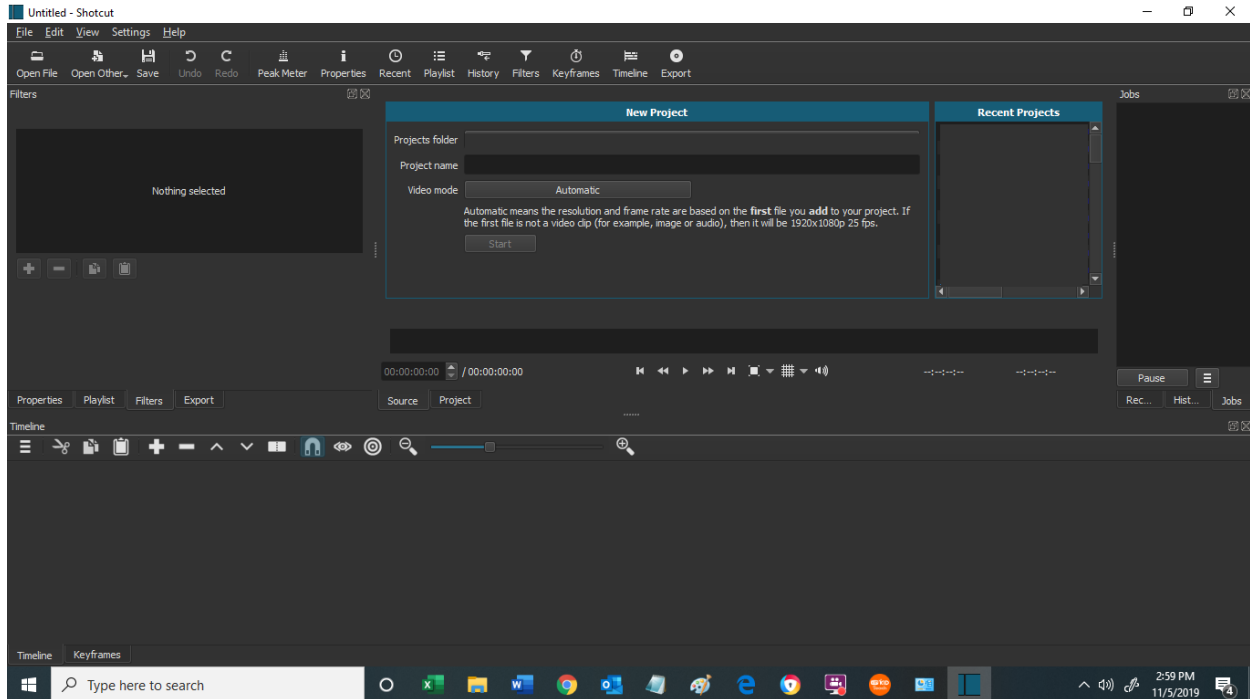 Untitled - Shotcut
File Edit View Settings Help
Open File Open Other Save Undo Redo Peak Meter Properties Recent Playlist History Filters Keyframes Timeline Export
Filters
Jobs
New Project
Recent Projects
Projects folder
Project name
Nothing selected
Video mode Automatic
Automatic means the resolution and frame rate are based on the first file you add to your project. If
the first file is not a video clip (for example, image or audio), then it will be 1920x1080p 25 fps.
Start
00:00:00:00 / 00:00:00:00
--:--:--:-- --:--:--:--
Pause
Properties Playlist Filters Export
Source Project
Rec... Hist... Jobs
Timeline
Timeline Keyframes
Type here to search
2:59 PM
11/5/2019
4